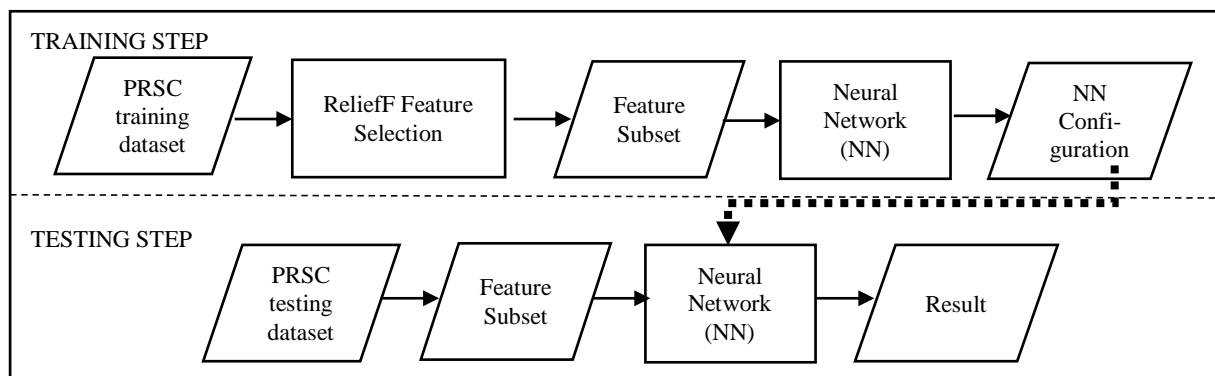 TRAINING STEP
PRSC
training
dataset
ReliefF Feature
Selection
Feature
Subset
Neural
Network
(NN)
NN
Confi-
guration
TESTING STEP
PRSC
testing
dataset
Feature
Subset
Neural
Network
(NN)
Result